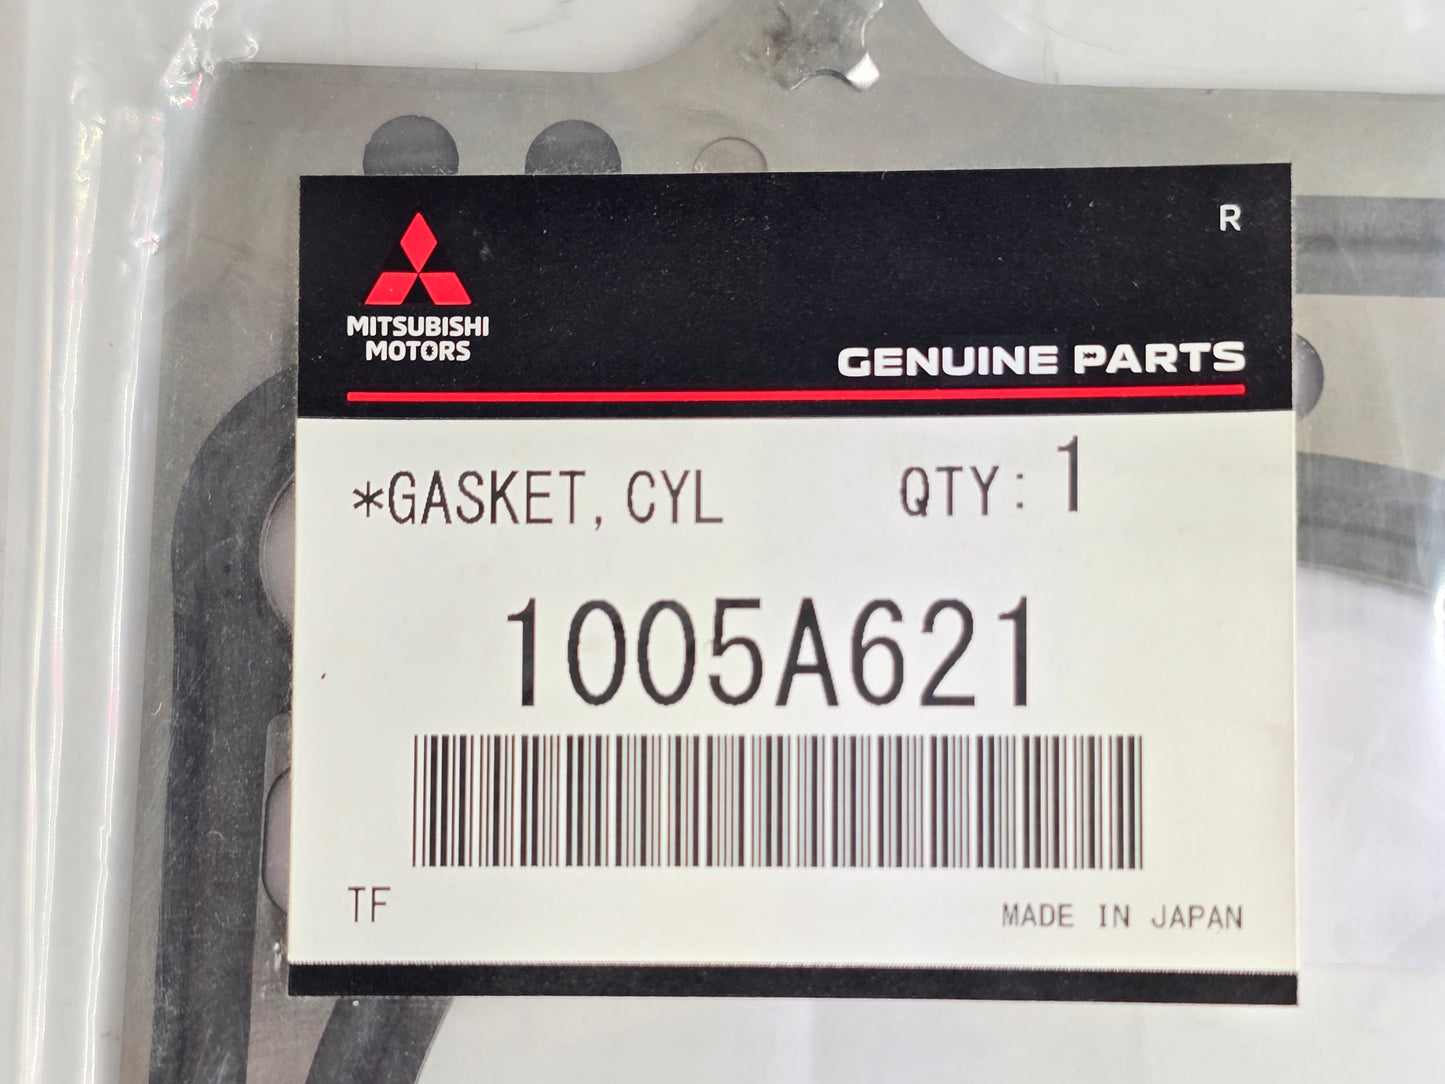 R
MITSUBISHI
MOTORS
GENUINE PARTS
*GASKET, CYL QTY: 1
1005A621
TF MADE IN JAPAN